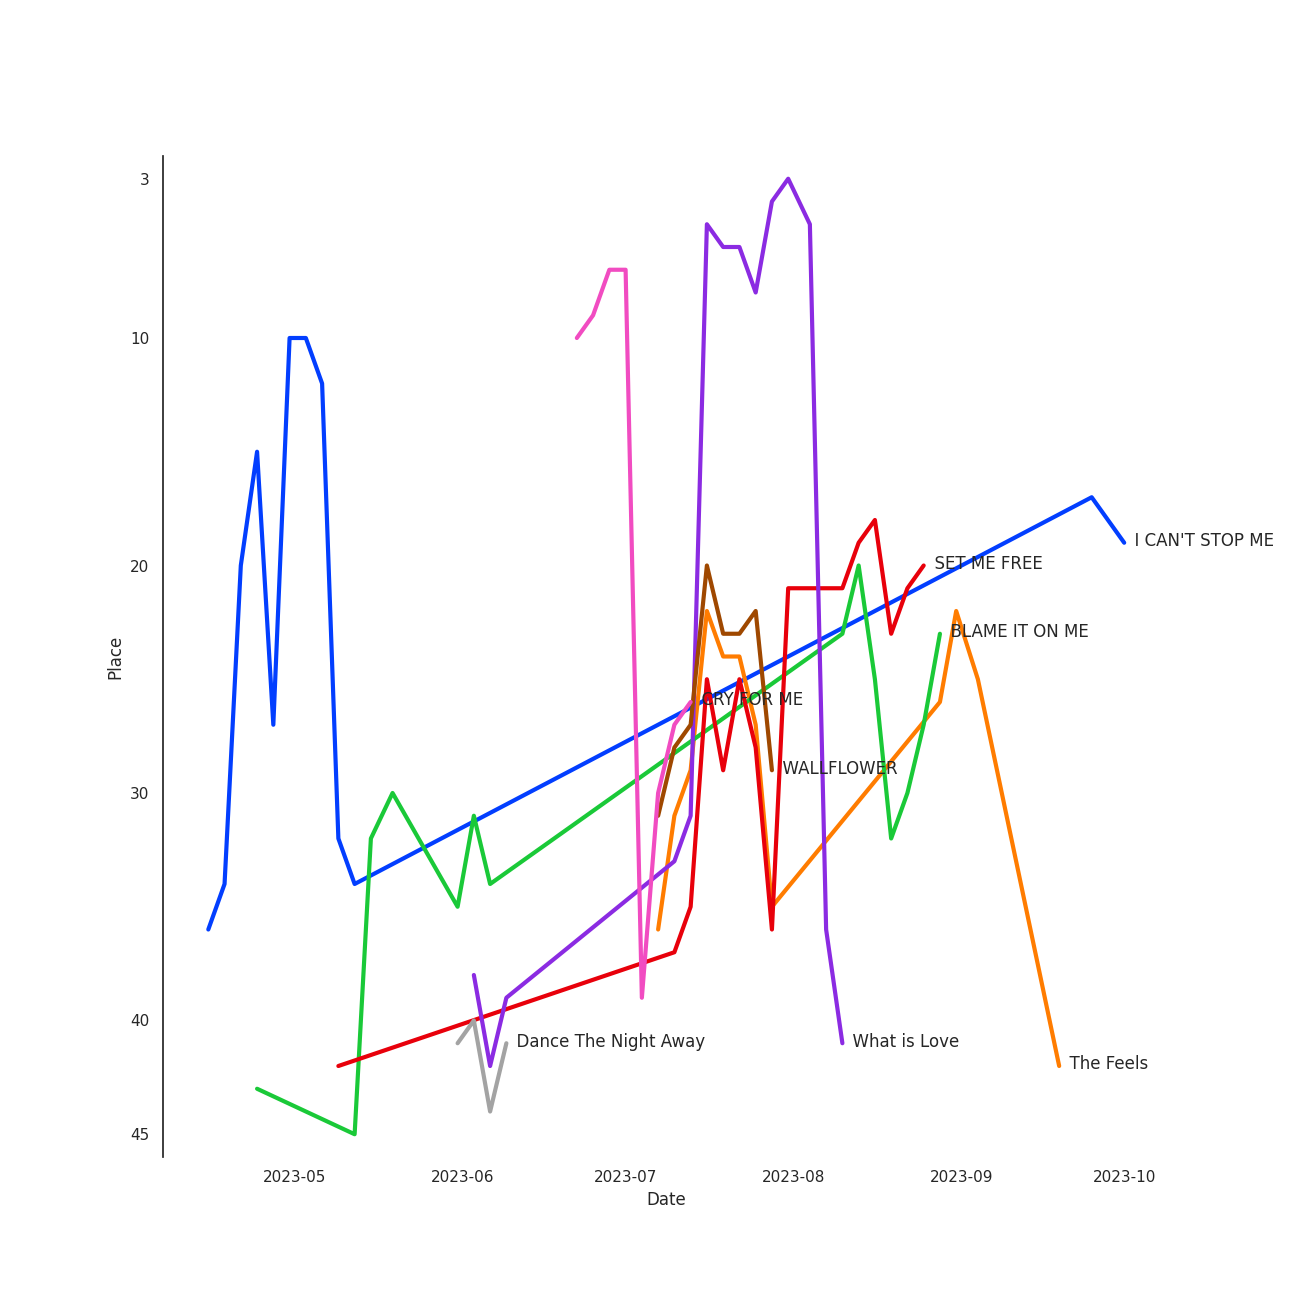 3
10
20
30
40
45
Place
I CAN'T STOP ME
SET ME FREE
BLAME IT ON ME
CRY FOR ME
WALLFLOWER
Dance The Night Away
What is Love
The Feels
2023-05
2023-06
2023-07
2023-08
2023-09
2023-10
Date